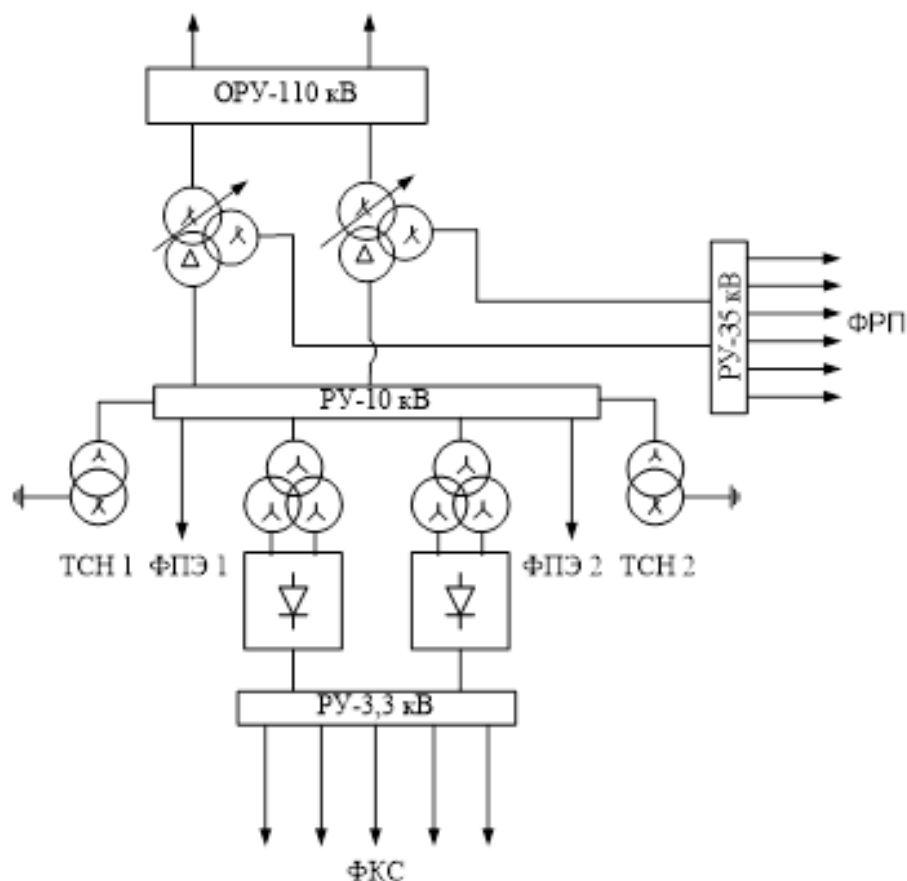 ОРУ-110 кВ
РУ-35 кВ
ФРП
РУ-10 кВ
ТСН 1 ФПЭ 1 ФПЭ 2 ТСН 2
РУ-3,3 кВ
ФКС